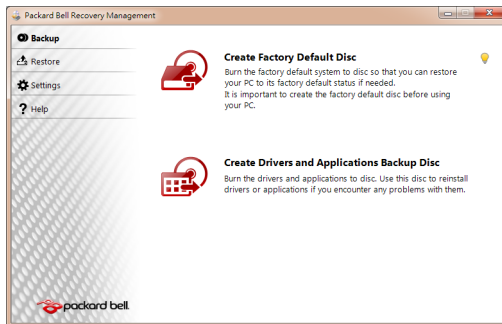 Packard Bell Recovery Management
Backup
Restore
Settings
Help
Create Factory Default Disc
Burn the factory default system to disc so that you can restore
your PC to its factory default status if needed.
It is important to create the factory default disc before using
your PC.
Create Drivers and Applications Backup Disc
Burn the drivers and applications to disc. Use this disc to reinstall
drivers or applications if you encounter any problems with them.
packard bell.